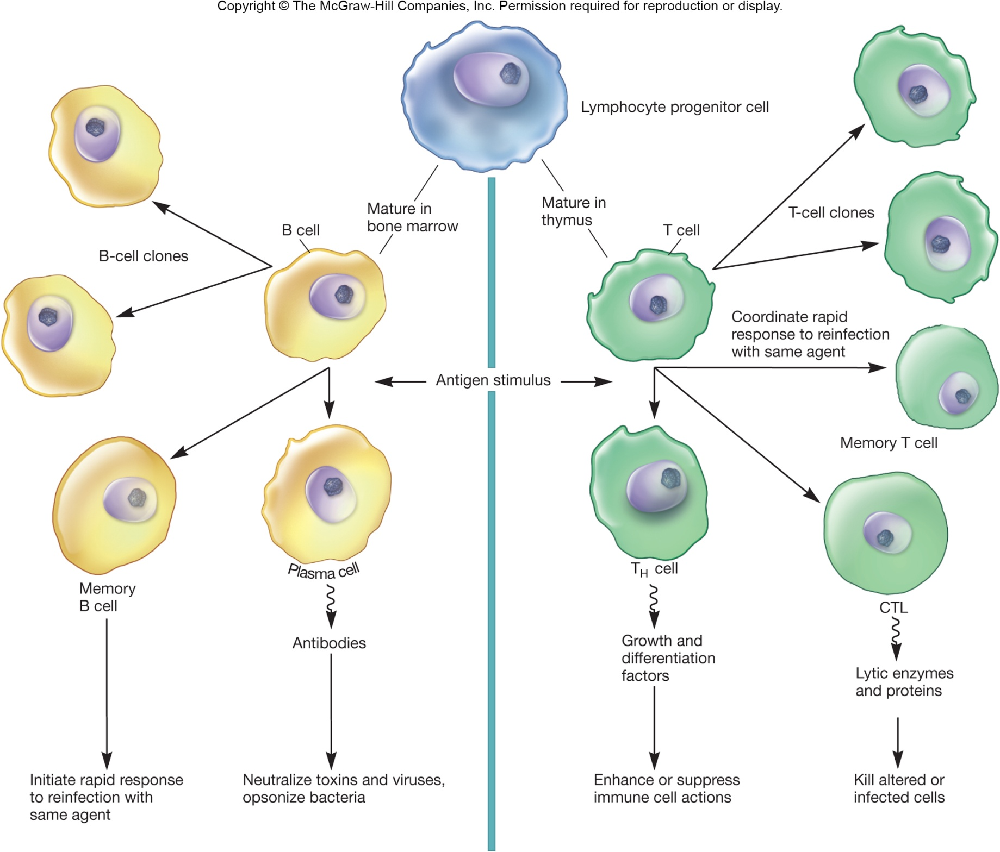 Copyright © The McGraw-Hill Companies, Inc. Permission required for reproduction or display.
Lymphocyte progenitor cell
Mature in
bone marrow
Mature in
thymus
B cell
T cell
B-cell clones
T-cell clones
Coordinate rapid
response to reinfection
with same agent
Antigen stimulus
Memory T cell
Memory
B cell
Plasma cell
TH cell
CTL
Antibodies
Growth and
differentiation
factors
Lytic enzymes
and proteins
Initiate rapid response
to reinfection with
same agent
Neutralize toxins and viruses,
opsonize bacteria
Enhance or suppress
immune cell actions
Kill altered or
infected cells